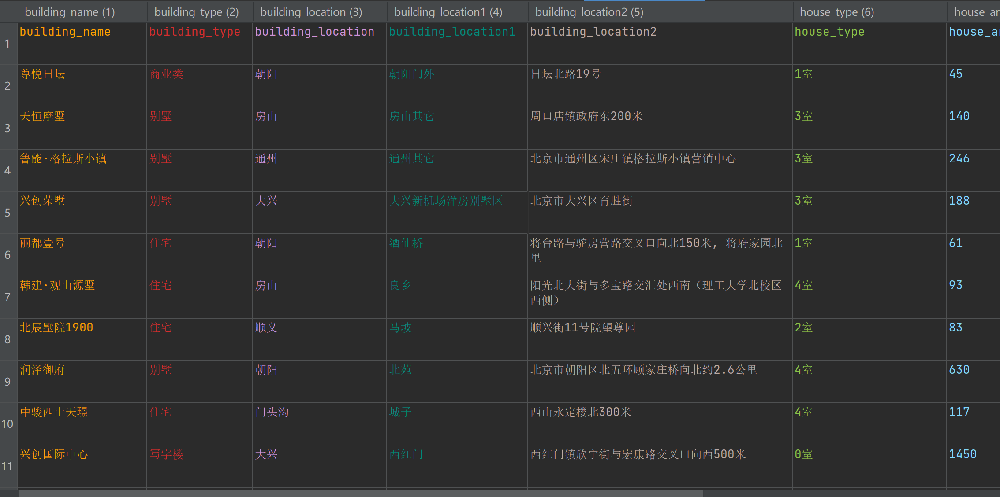 building_name (1) building_type (2) building_location (3) building_location1 (4) building_location2 (5) house_type (6) house_ar
1 building_name building_type building_location building_location1 building_location2 house_type house_ar
2 尊悦日坛 商业类 朝阳 朝阳门外 日坛北路19号 1室 45
3 天恒摩墅 别墅 房山 房山其它 周口店镇政府东200米 3室 140
4 鲁能·格拉斯小镇 别墅 通州 通州其它 北京市通州区宋庄镇格拉斯小镇营销中心 3室 246
5 兴创荣墅 别墅 大兴 大兴新机场洋房别墅区 北京市大兴区育胜街 3室 188
6 丽都壹号 住宅 朝阳 酒仙桥 将台路与驼房营路交叉口向北150米, 将府家园北 1室 61
里
7 韩建·观山源墅 住宅 房山 良乡 阳光北大街与多宝路交汇处西南（理工大学北校区 4室 93
西侧）
8 北辰墅院1900 住宅 顺义 马坡 顺兴街11号院望尊园 2室 83
9 润泽御府 别墅 朝阳 北苑 北京市朝阳区北五环顾家庄桥向北约2.6公里 4室 630
10 中骏西山天璟 住宅 门头沟 城子 西山永定楼北300米 4室 117
11 兴创国际中心 写字楼 大兴 西红门 西红门镇欣宁街与宏康路交叉口向西500米 0室 1450